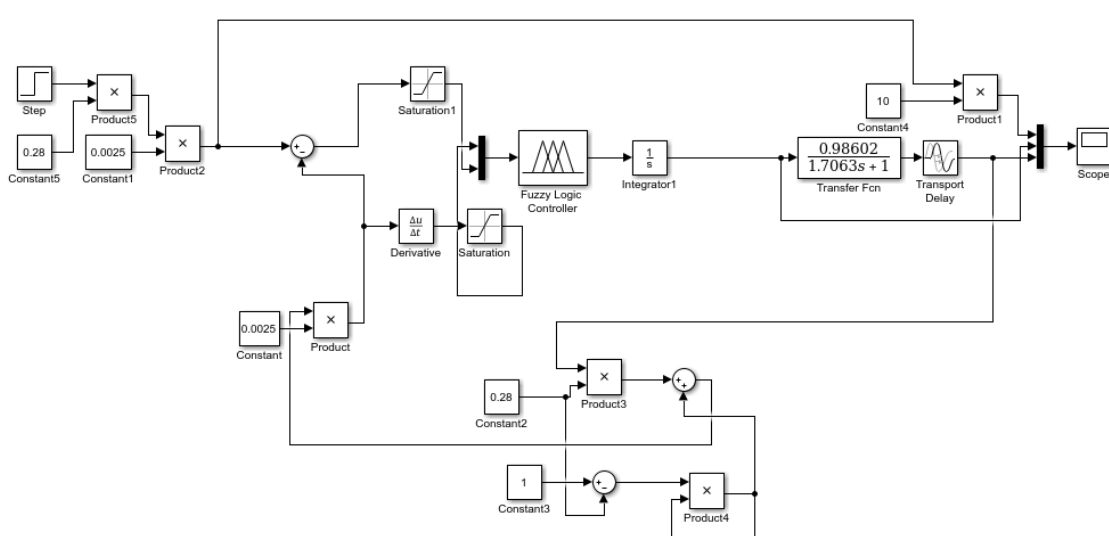 Step
×
Product5
0.28
Constant5
0.0025
Constant1
×
Product2
+
−
Saturation1
Fuzzy Logic
Controller
1
s
Integrator1
10
Constant4
×
Product1
0.98602
1.7063s + 1
Transfer Fcn
Transport
Delay
Scope
Δu
Δt
Derivative
Saturation
0.0025
Constant
×
Product
0.28
Constant2
×
Product3
+
+
1
Constant3
+
−
×
Product4